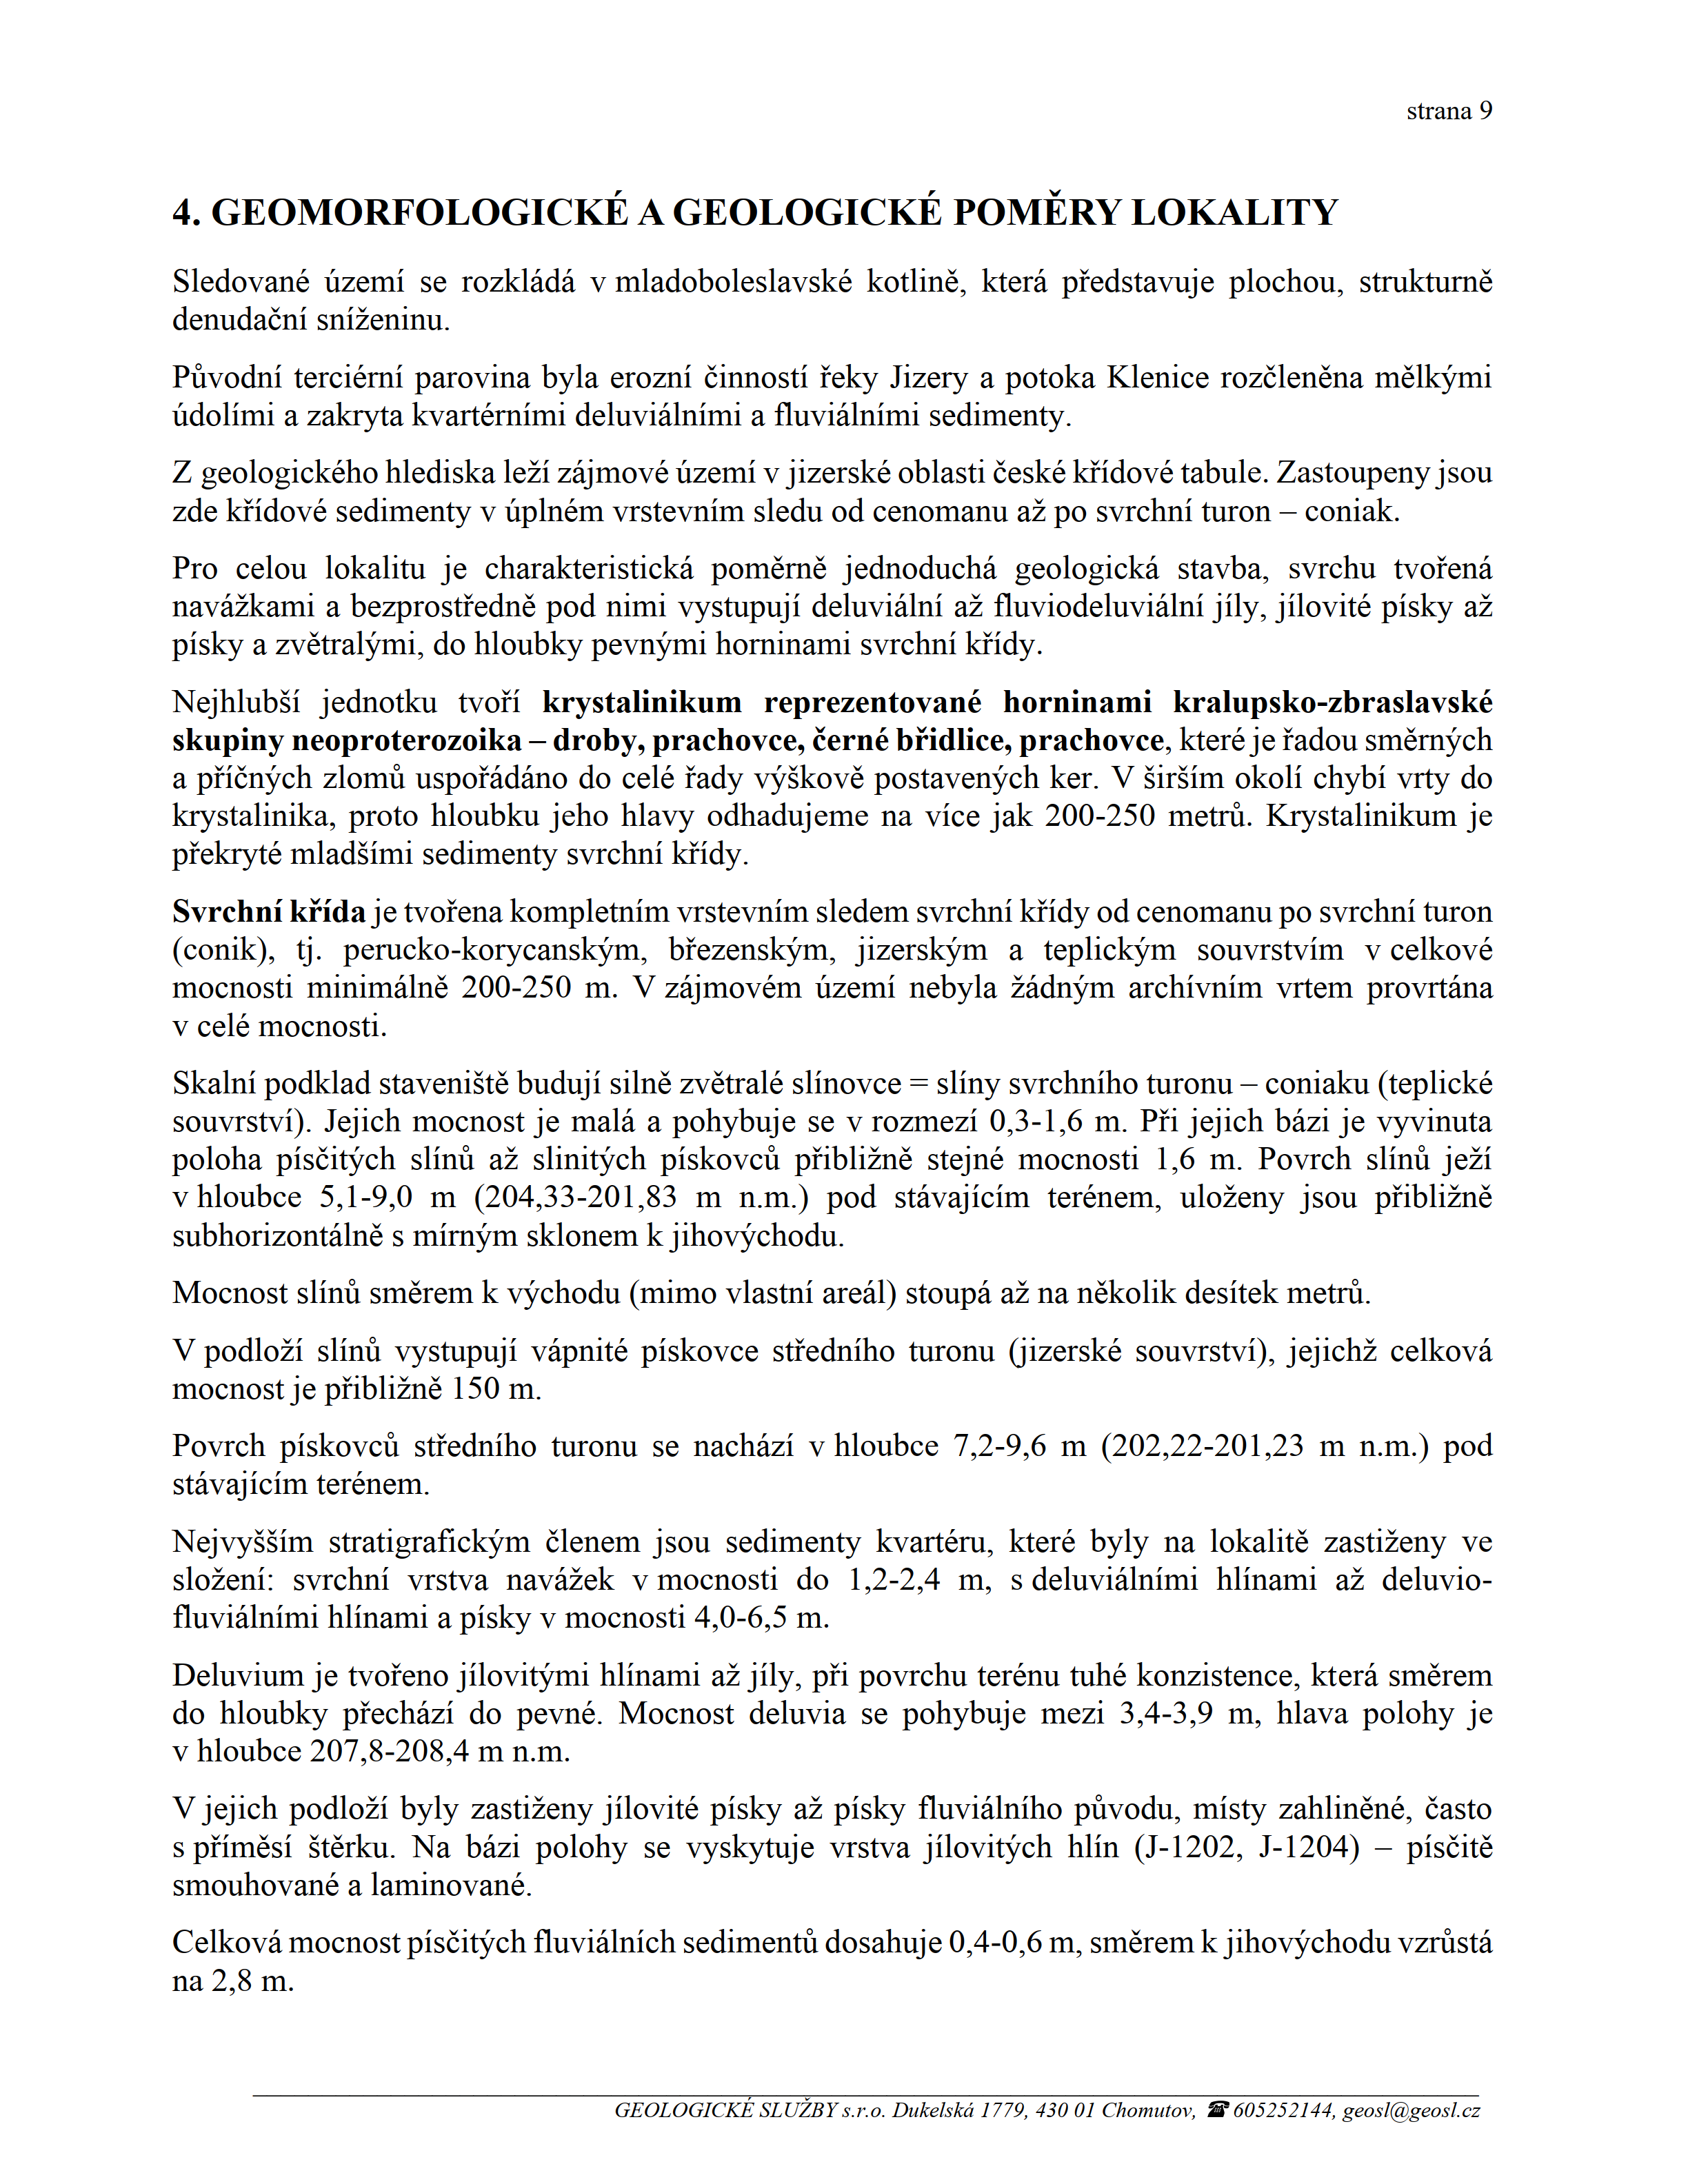 strana 9
4. GEOMORFOLOGICKÉ A GEOLOGICKÉ POMĚRY LOKALITY
Sledované území se rozkládá v mladoboleslavské kotlině, která představuje plochou, strukturně
denudační sníženinu.
Původní terciérní parovina byla erozní činností řeky Jizery a potoka Klenice rozčleněna mělkými
údolími a zakryta kvartérními deluviálními a fluviálními sedimenty.
Z geologického hlediska leží zájmové území v jizerské oblasti české křídové tabule. Zastoupeny jsou
zde křídové sedimenty v úplném vrstevním sledu od cenomanu až po svrchní turon – coniak.
Pro celou lokalitu je charakteristická poměrně jednoduchá geologická stavba, svrchu tvořená
navážkami a bezprostředně pod nimi vystupují deluviální až fluviodeluviální jíly, jílovité písky až
písky a zvětralými, do hloubky pevnými horninami svrchní křídy.
Nejhlubší jednotku tvoří krystalinikum reprezentované horninami kralupsko-zbraslavské
skupiny neoproterozoika – droby, prachovce, černé břidlice, prachovce, které je řadou směrných
a příčných zlomů uspořádáno do celé řady výškově postavených ker. V širším okolí chybí vrty do
krystalinika, proto hloubku jeho hlavy odhadujeme na více jak 200-250 metrů. Krystalinikum je
překryté mladšími sedimenty svrchní křídy.
Svrchní křída je tvořena kompletním vrstevním sledem svrchní křídy od cenomanu po svrchní turon
(conik), tj. perucko-korycanským, březenským, jizerským a teplickým souvrstvím v celkové
mocnosti minimálně 200-250 m. V zájmovém území nebyla žádným archívním vrtem provrtána
v celé mocnosti.
Skalní podklad staveniště budují silně zvětralé slínovce = slíny svrchního turonu – coniaku (teplické
souvrství). Jejich mocnost je malá a pohybuje se v rozmezí 0,3-1,6 m. Při jejich bázi je vyvinuta
poloha písčitých slínů až slinitých pískovců přibližně stejné mocnosti 1,6 m. Povrch slínů ježí
v hloubce 5,1-9,0 m (204,33-201,83 m n.m.) pod stávajícím terénem, uloženy jsou přibližně
subhorizontálně s mírným sklonem k jihovýchodu.
Mocnost slínů směrem k východu (mimo vlastní areál) stoupá až na několik desítek metrů.
V podloží slínů vystupují vápnité pískovce středního turonu (jizerské souvrství), jejichž celková
mocnost je přibližně 150 m.
Povrch pískovců středního turonu se nachází v hloubce 7,2-9,6 m (202,22-201,23 m n.m.) pod
stávajícím terénem.
Nejvyšším stratigrafickým členem jsou sedimenty kvartéru, které byly na lokalitě zastiženy ve
složení: svrchní vrstva navážek v mocnosti do 1,2-2,4 m, s deluviálními hlínami až deluvio-
fluviálními hlínami a písky v mocnosti 4,0-6,5 m.
Deluvium je tvořeno jílovitými hlínami až jíly, při povrchu terénu tuhé konzistence, která směrem
do hloubky přechází do pevné. Mocnost deluvia se pohybuje mezi 3,4-3,9 m, hlava polohy je
v hloubce 207,8-208,4 m n.m.
V jejich podloží byly zastiženy jílovité písky až písky fluviálního původu, místy zahliněné, často
s příměsí štěrku. Na bázi polohy se vyskytuje vrstva jílovitých hlín (J-1202, J-1204) – písčitě
smouhované a laminované.
Celková mocnost písčitých fluviálních sedimentů dosahuje 0,4-0,6 m, směrem k jihovýchodu vzrůstá
na 2,8 m.
GEOLOGICKÉ SLUŽBY s.r.o. Dukelská 1779, 430 01 Chomutov, ☎ 605252144, geosl@geosl.cz